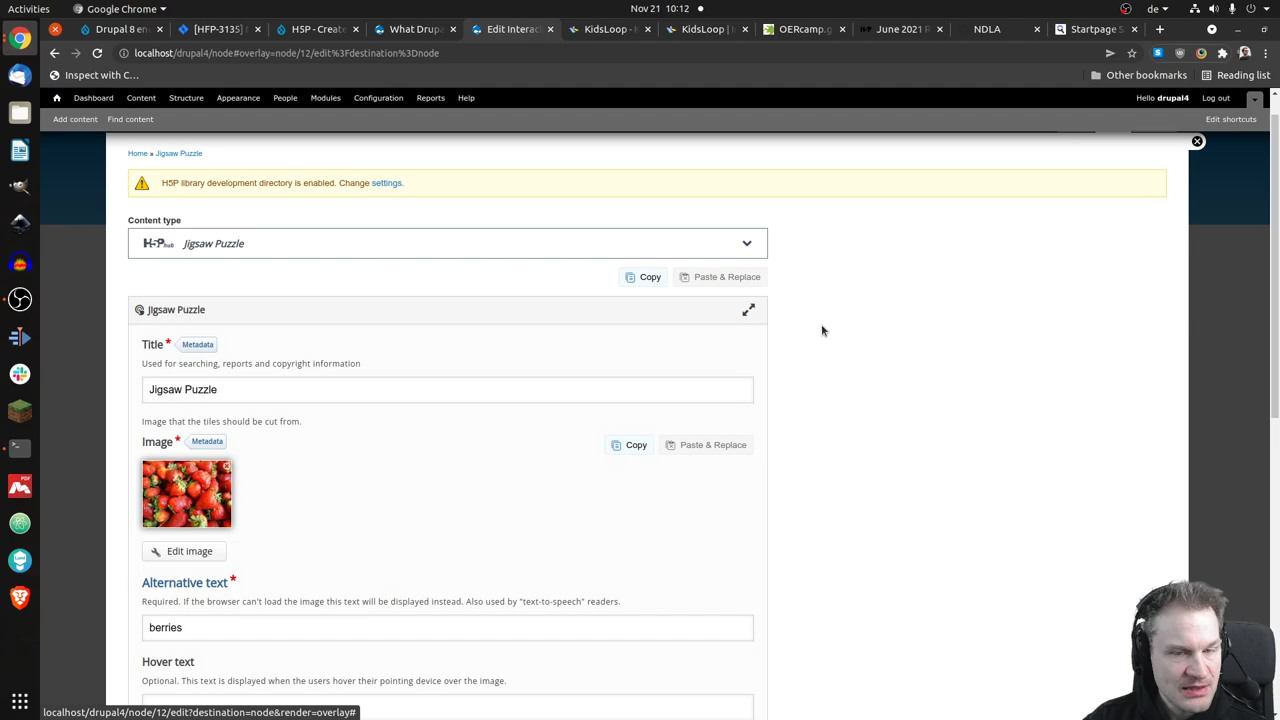 Activities
Google Chrome
Nov 21 10:12
de
Drupal 8 en
[HFP-3135]
H5P - Create
What Drupa
Edit Interac
KidsLoop - K
KidsLoop | In
OERcamp.g
June 2021 R
NDLA
Startpage S
localhost/drupal4/node#overlay=node/12/edit%3Fdestination%3Dnode
Inspect with C…
Other bookmarks
Reading list
Dashboard
Content
Structure
Appearance
People
Modules
Configuration
Reports
Help
Hello drupal4
Log out
Add content
Find content
Edit shortcuts
Home » Jigsaw Puzzle
H5P library development directory is enabled. Change settings.
Content type
H5P hub
Jigsaw Puzzle
Copy
Paste & Replace
Jigsaw Puzzle
Title *
Metadata
Used for searching, reports and copyright information
Jigsaw Puzzle
Image that the tiles should be cut from.
Image *
Metadata
Copy
Paste & Replace
Edit image
Alternative text *
Required. If the browser can't load the image this text will be displayed instead. Also used by "text-to-speech" readers.
berries
Hover text
Optional. This text is displayed when the users hover their pointing device over the image.
localhost/drupal4/node/12/edit?destination=node&render=overlay#
PDF